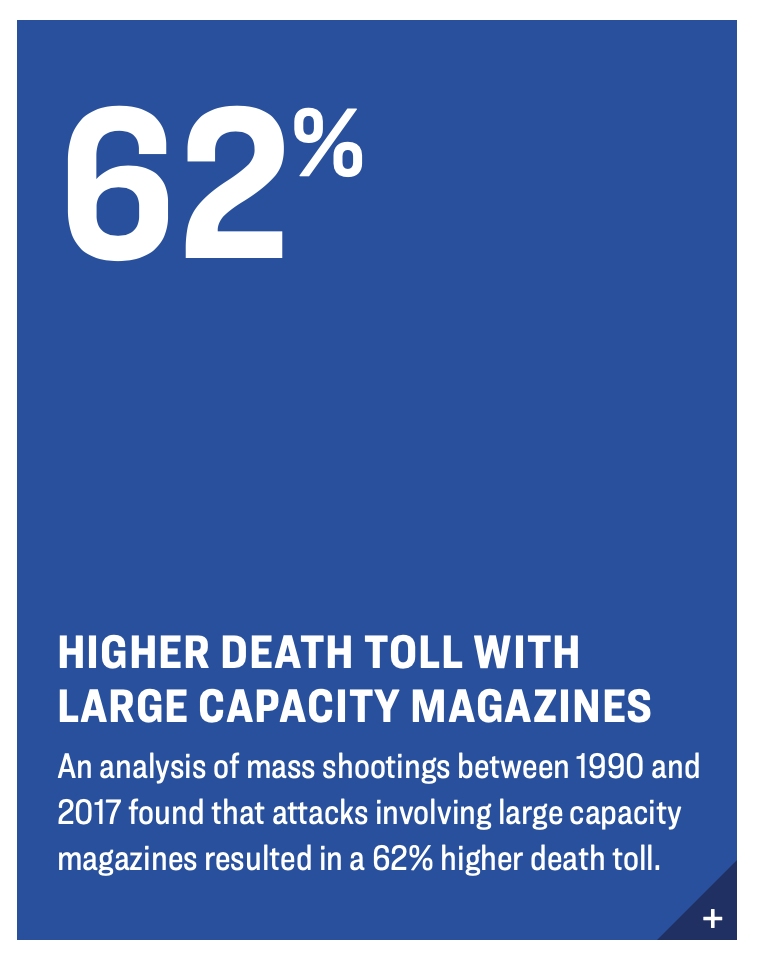 62%
HIGHER DEATH TOLL WITH
LARGE CAPACITY MAGAZINES
An analysis of mass shootings between 1990 and
2017 found that attacks involving large capacity
magazines resulted in a 62% higher death toll.
+